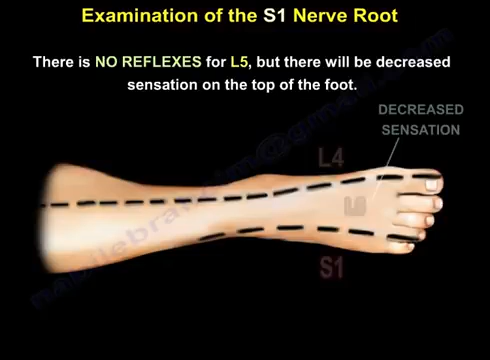 Examination of the S1 Nerve Root
There is NO REFLEXES for L5, but there will be decreased
sensation on the top of the foot.
DECREASED
SENSATION
L4
L5
S1